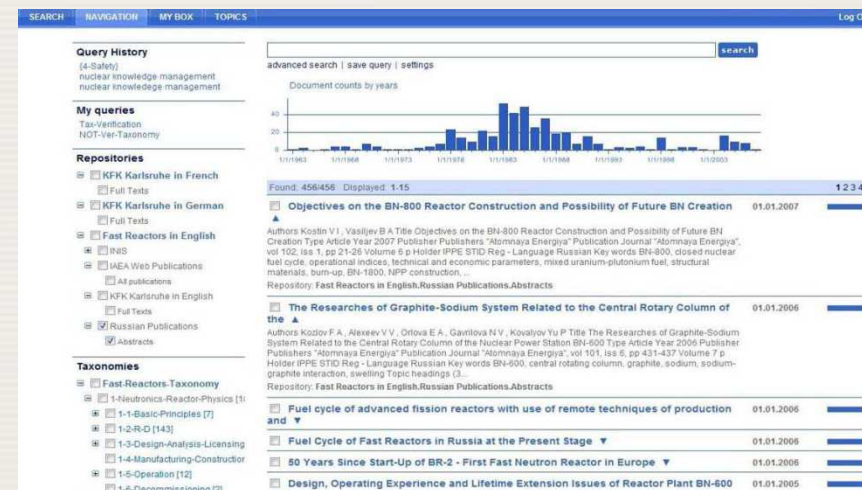 SEARCH NAVIGATION MY BOX TOPICS Log O
Query History
(4-Safety)
nuclear knowledge management
nuclear knowledege management
My queries
Tax-Verification
NOT-Ver-Taxonomy
Repositories
KFK Karlsruhe in French
Full Texts
KFK Karlsruhe in German
Full Texts
Fast Reactors in English
INIS
IAEA Web Publications
All publications
KFK Karlsruhe in English
Full Texts
Russian Publications
Abstracts
Taxonomies
Fast-Reactors-Taxonomy
1-Neutronics-Reactor-Physics [1
1-1-Basic-Principles [7]
1-2-R-D [143]
1-3-Design-Analysis-Licensing
1-4-Manufacturing-Construction
1-5-Operation [12]
1-6-Decommissioning [2]
search
advanced search | save query | settings
Document counts by years
40
20
0
1/1/1963 1/1/1968 1/1/1973 1/1/1978 1/1/1983 1/1/1988 1/1/1993 1/1/1998 1/1/2003
Found: 456/456 Displayed: 1-15 1 2 3 4
Objectives on the BN-800 Reactor Construction and Possibility of Future BN Creation 01.01.2007
Authors Kostin V I , Vasiljev B A Title Objectives on the BN-800 Reactor Construction and Possibility of Future BN
Creation Type Article Year 2007 Publisher Publishers "Atomnaya Energiya" Publication Journal "Atomnaya Energiya",
vol 102, iss 1, pp 21-26 Volume 6 p Holder IPPE STID Reg - Language Russian Key words BN-800, closed nuclear
fuel cycle, operational indices, technical and economic parameters, mixed uranium-plutonium fuel, structural
materials, burn-up, BN-1800, NPP construction, ...
Repository: Fast Reactors in English.Russian Publications.Abstracts
The Researches of Graphite-Sodium System Related to the Central Rotary Column of 01.01.2006
the
Authors Kozlov F A , Alexeev V V , Orlova E A , Gavrilova N V , Kovalyov Yu P Title The Researches of Graphite-Sodium
System Related to the Central Rotary Column of the Nuclear Power Station BN-600 Type Article Year 2006 Publisher
Publishers "Atomnaya Energiya" Publication Journal "Atomnaya Energiya", vol 101, iss 6, pp 431-437 Volume 7 p
Holder IPPE STID Reg - Language Russian Key words BN-600, central rotating column, graphite, sodium, sodium-
graphite interaction, swelling Topic headings (3...
Repository: Fast Reactors in English.Russian Publications.Abstracts
Fuel cycle of advanced fission reactors with use of remote techniques of production 01.01.2006
and
Fuel Cycle of Fast Reactors in Russia at the Present Stage 01.01.2006
50 Years Since Start-Up of BR-2 - First Fast Neutron Reactor in Europe 01.01.2006
Design, Operating Experience and Lifetime Extension Issues of Reactor Plant BN-600 01.01.2005